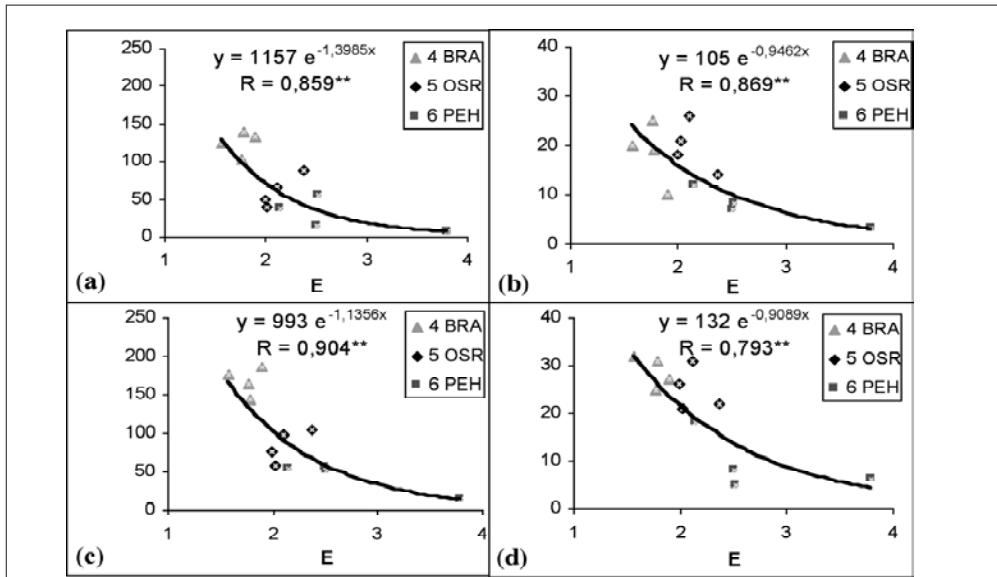 y = 1157 e^-1,3985x
R = 0,859**
4 BRA
5 OSR
6 PEH
250
200
150
100
50
0
1 2 3 4
E
(a)
y = 105 e^-0,9462x
R = 0,869**
4 BRA
5 OSR
6 PEH
40
30
20
10
0
1 2 3 4
E
(b)
y = 993 e^-1,1356x
R = 0,904**
4 BRA
5 OSR
6 PEH
250
200
150
100
50
0
1 2 3 4
E
(c)
y = 132 e^-0,9089x
R = 0,793**
4 BRA
5 OSR
6 PEH
40
30
20
10
0
1 2 3 4
E
(d)